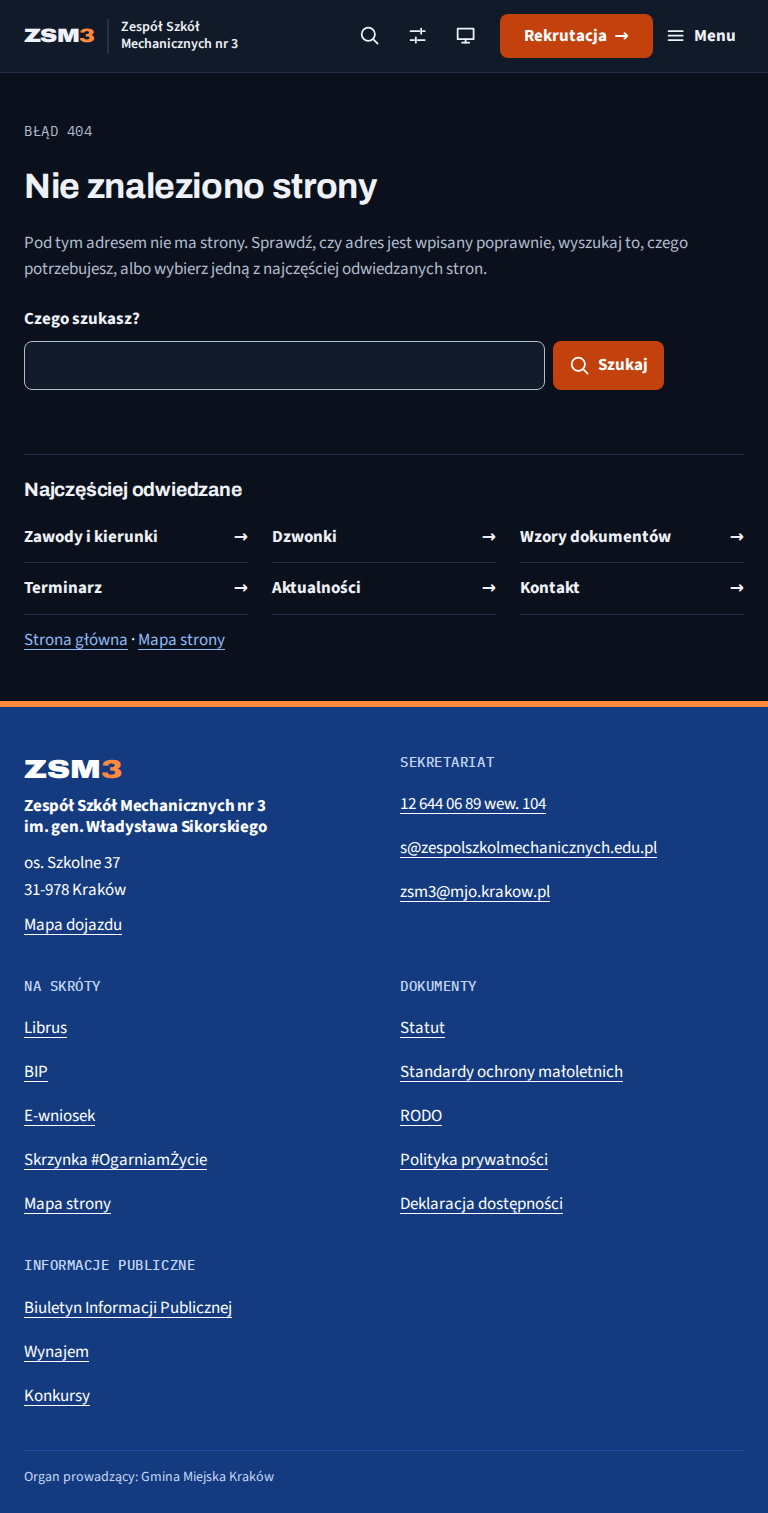 ZSM3
Zespół Szkół
Mechanicznych nr 3
Rekrutacja →
Menu
BŁĄD 404
Nie znaleziono strony
Pod tym adresem nie ma strony. Sprawdź, czy adres jest wpisany poprawnie, wyszukaj to, czego
potrzebujesz, albo wybierz jedną z najczęściej odwiedzanych stron.
Czego szukasz?
Szukaj
Najczęściej odwiedzane
Zawody i kierunki →
Dzwonki →
Wzory dokumentów →
Terminarz →
Aktualności →
Kontakt →
Strona główna · Mapa strony
ZSM3
Zespół Szkół Mechanicznych nr 3
im. gen. Władysława Sikorskiego
os. Szkolne 37
31-978 Kraków
Mapa dojazdu
SEKRETARIAT
12 644 06 89 wew. 104
s@zespolszkolmechanicznych.edu.pl
zsm3@mjo.krakow.pl
NA SKRÓTY
Librus
BIP
E-wniosek
Skrzynka #OgarniamŻycie
Mapa strony
DOKUMENTY
Statut
Standardy ochrony małoletnich
RODO
Polityka prywatności
Deklaracja dostępności
INFORMACJE PUBLICZNE
Biuletyn Informacji Publicznej
Wynajem
Konkursy
Organ prowadzący: Gmina Miejska Kraków